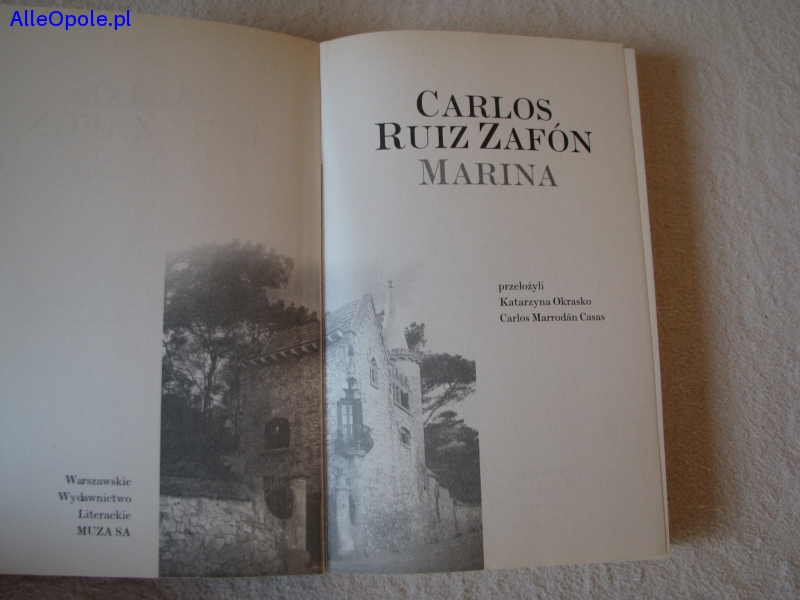 AlleOpole.pl
Warszawskie
Wydawnictwo
Literackie
MUZA SA
CARLOS
RUIZ ZAFÓN
MARINA
przełożyli
Katarzyna Okrasko
Carlos Marrodán Casas